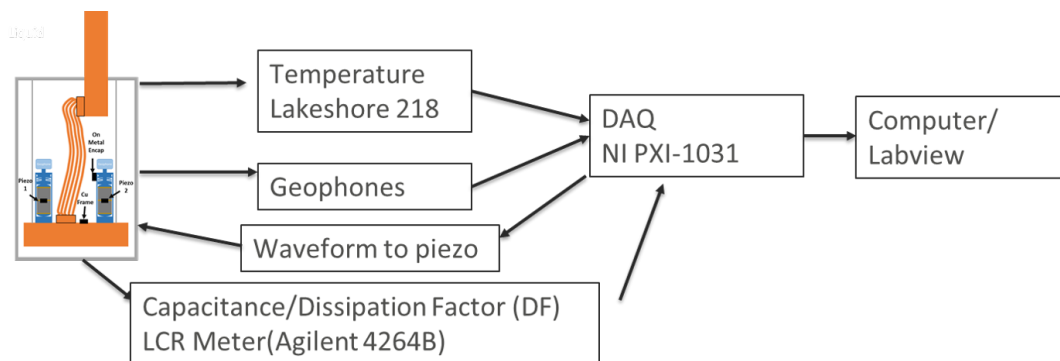 Temperature
Lakeshore 218
DAQ
NI PXI-1031
Computer/
Labview
Geophones
Waveform to piezo
Capacitance/Dissipation Factor (DF)
LCR Meter(Agilent 4264B)
On
Metal
Encap
Piezo
1
Cu
Frame
Piezo
2